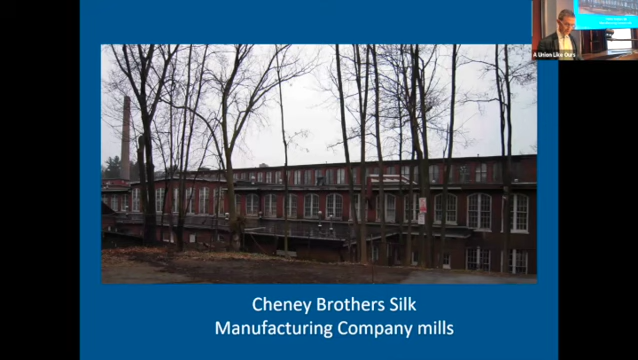 A Union Like Ours
Cheney Brothers Silk
Manufacturing Company mills